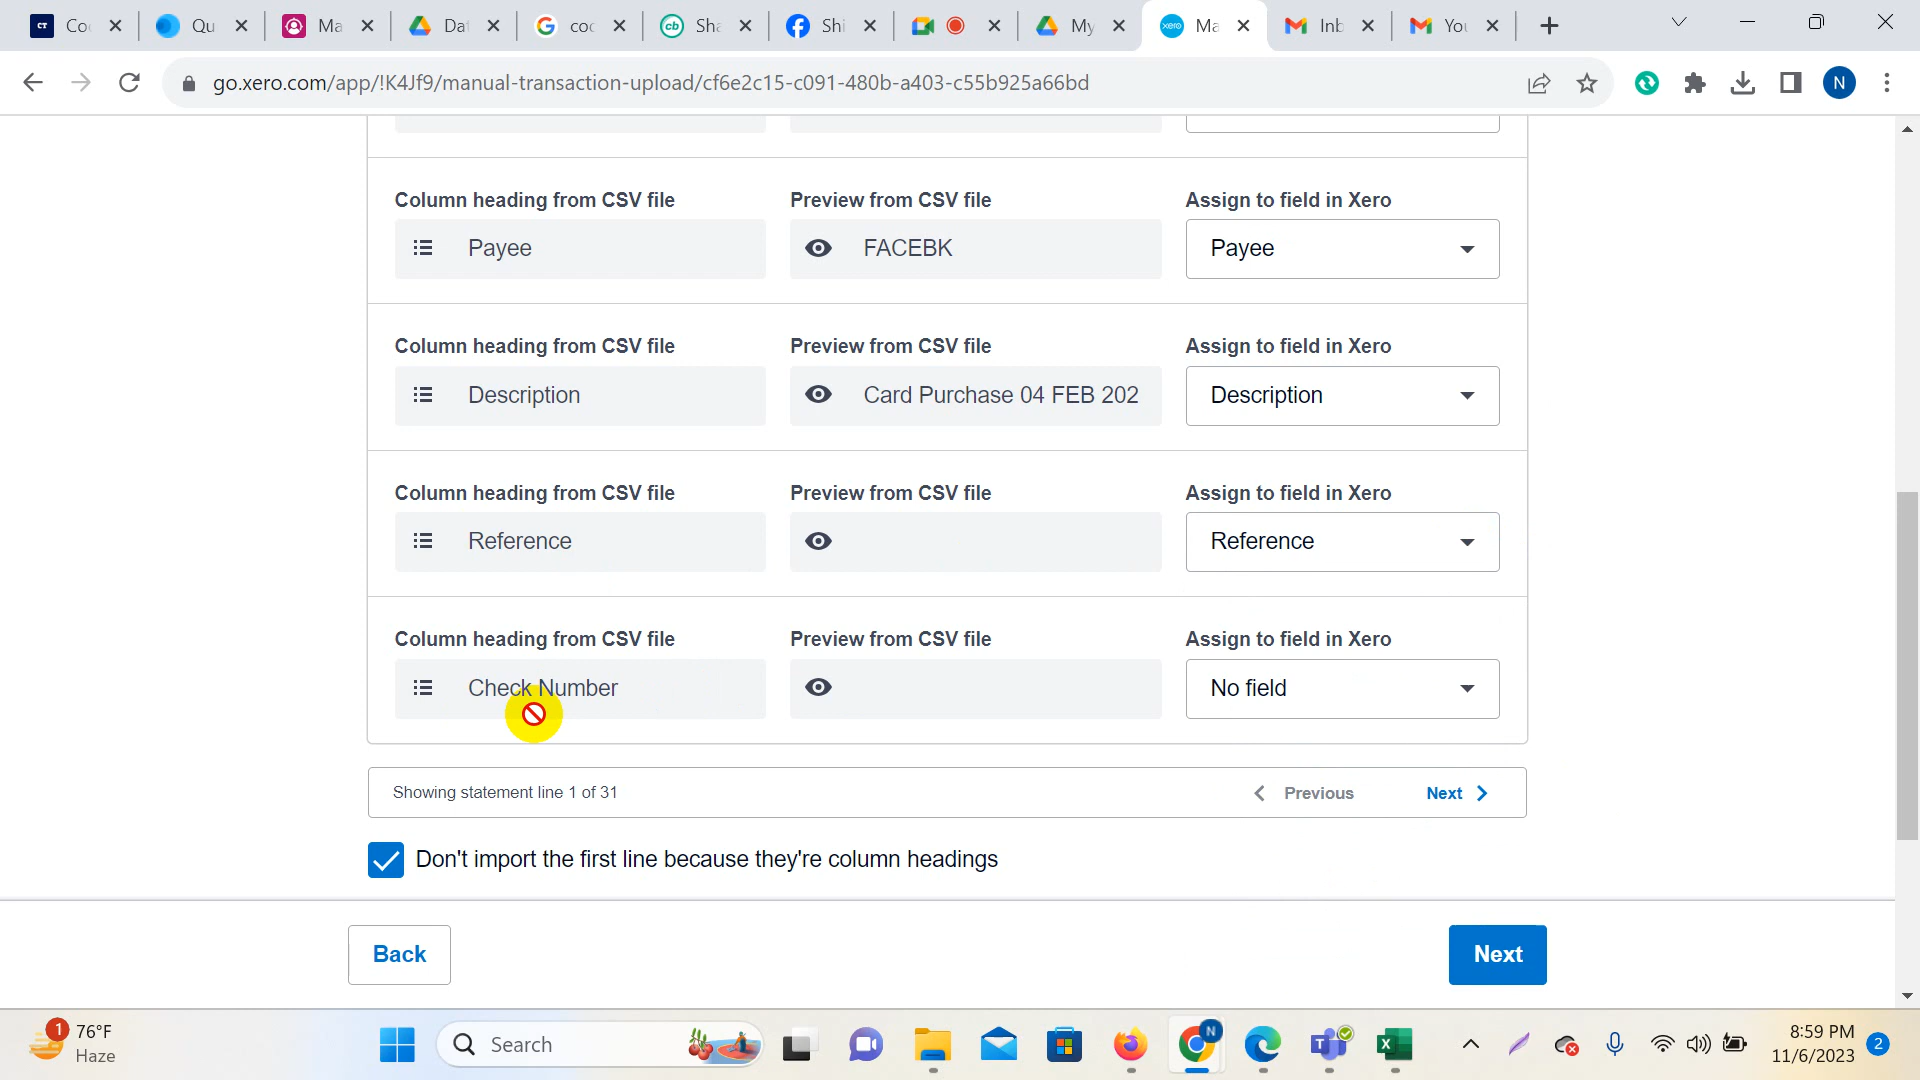 CT Co
Qu
Ma
Dat
coc
cb Sha
Shi
My
xero Ma
Inb
You
go.xero.com/app/!K4Jf9/manual-transaction-upload/cf6e2c15-c091-480b-a403-c55b925a66bd
N
Column heading from CSV file Preview from CSV file Assign to field in Xero
Payee FACEBK Payee
Column heading from CSV file Preview from CSV file Assign to field in Xero
Description Card Purchase 04 FEB 202 Description
Column heading from CSV file Preview from CSV file Assign to field in Xero
Reference Reference
Column heading from CSV file Preview from CSV file Assign to field in Xero
Check Number No field
Showing statement line 1 of 31 Previous Next
Don't import the first line because they're column headings
Back Next
1 76°F
Haze
Search
N
T
X
8:59 PM
11/6/2023
2